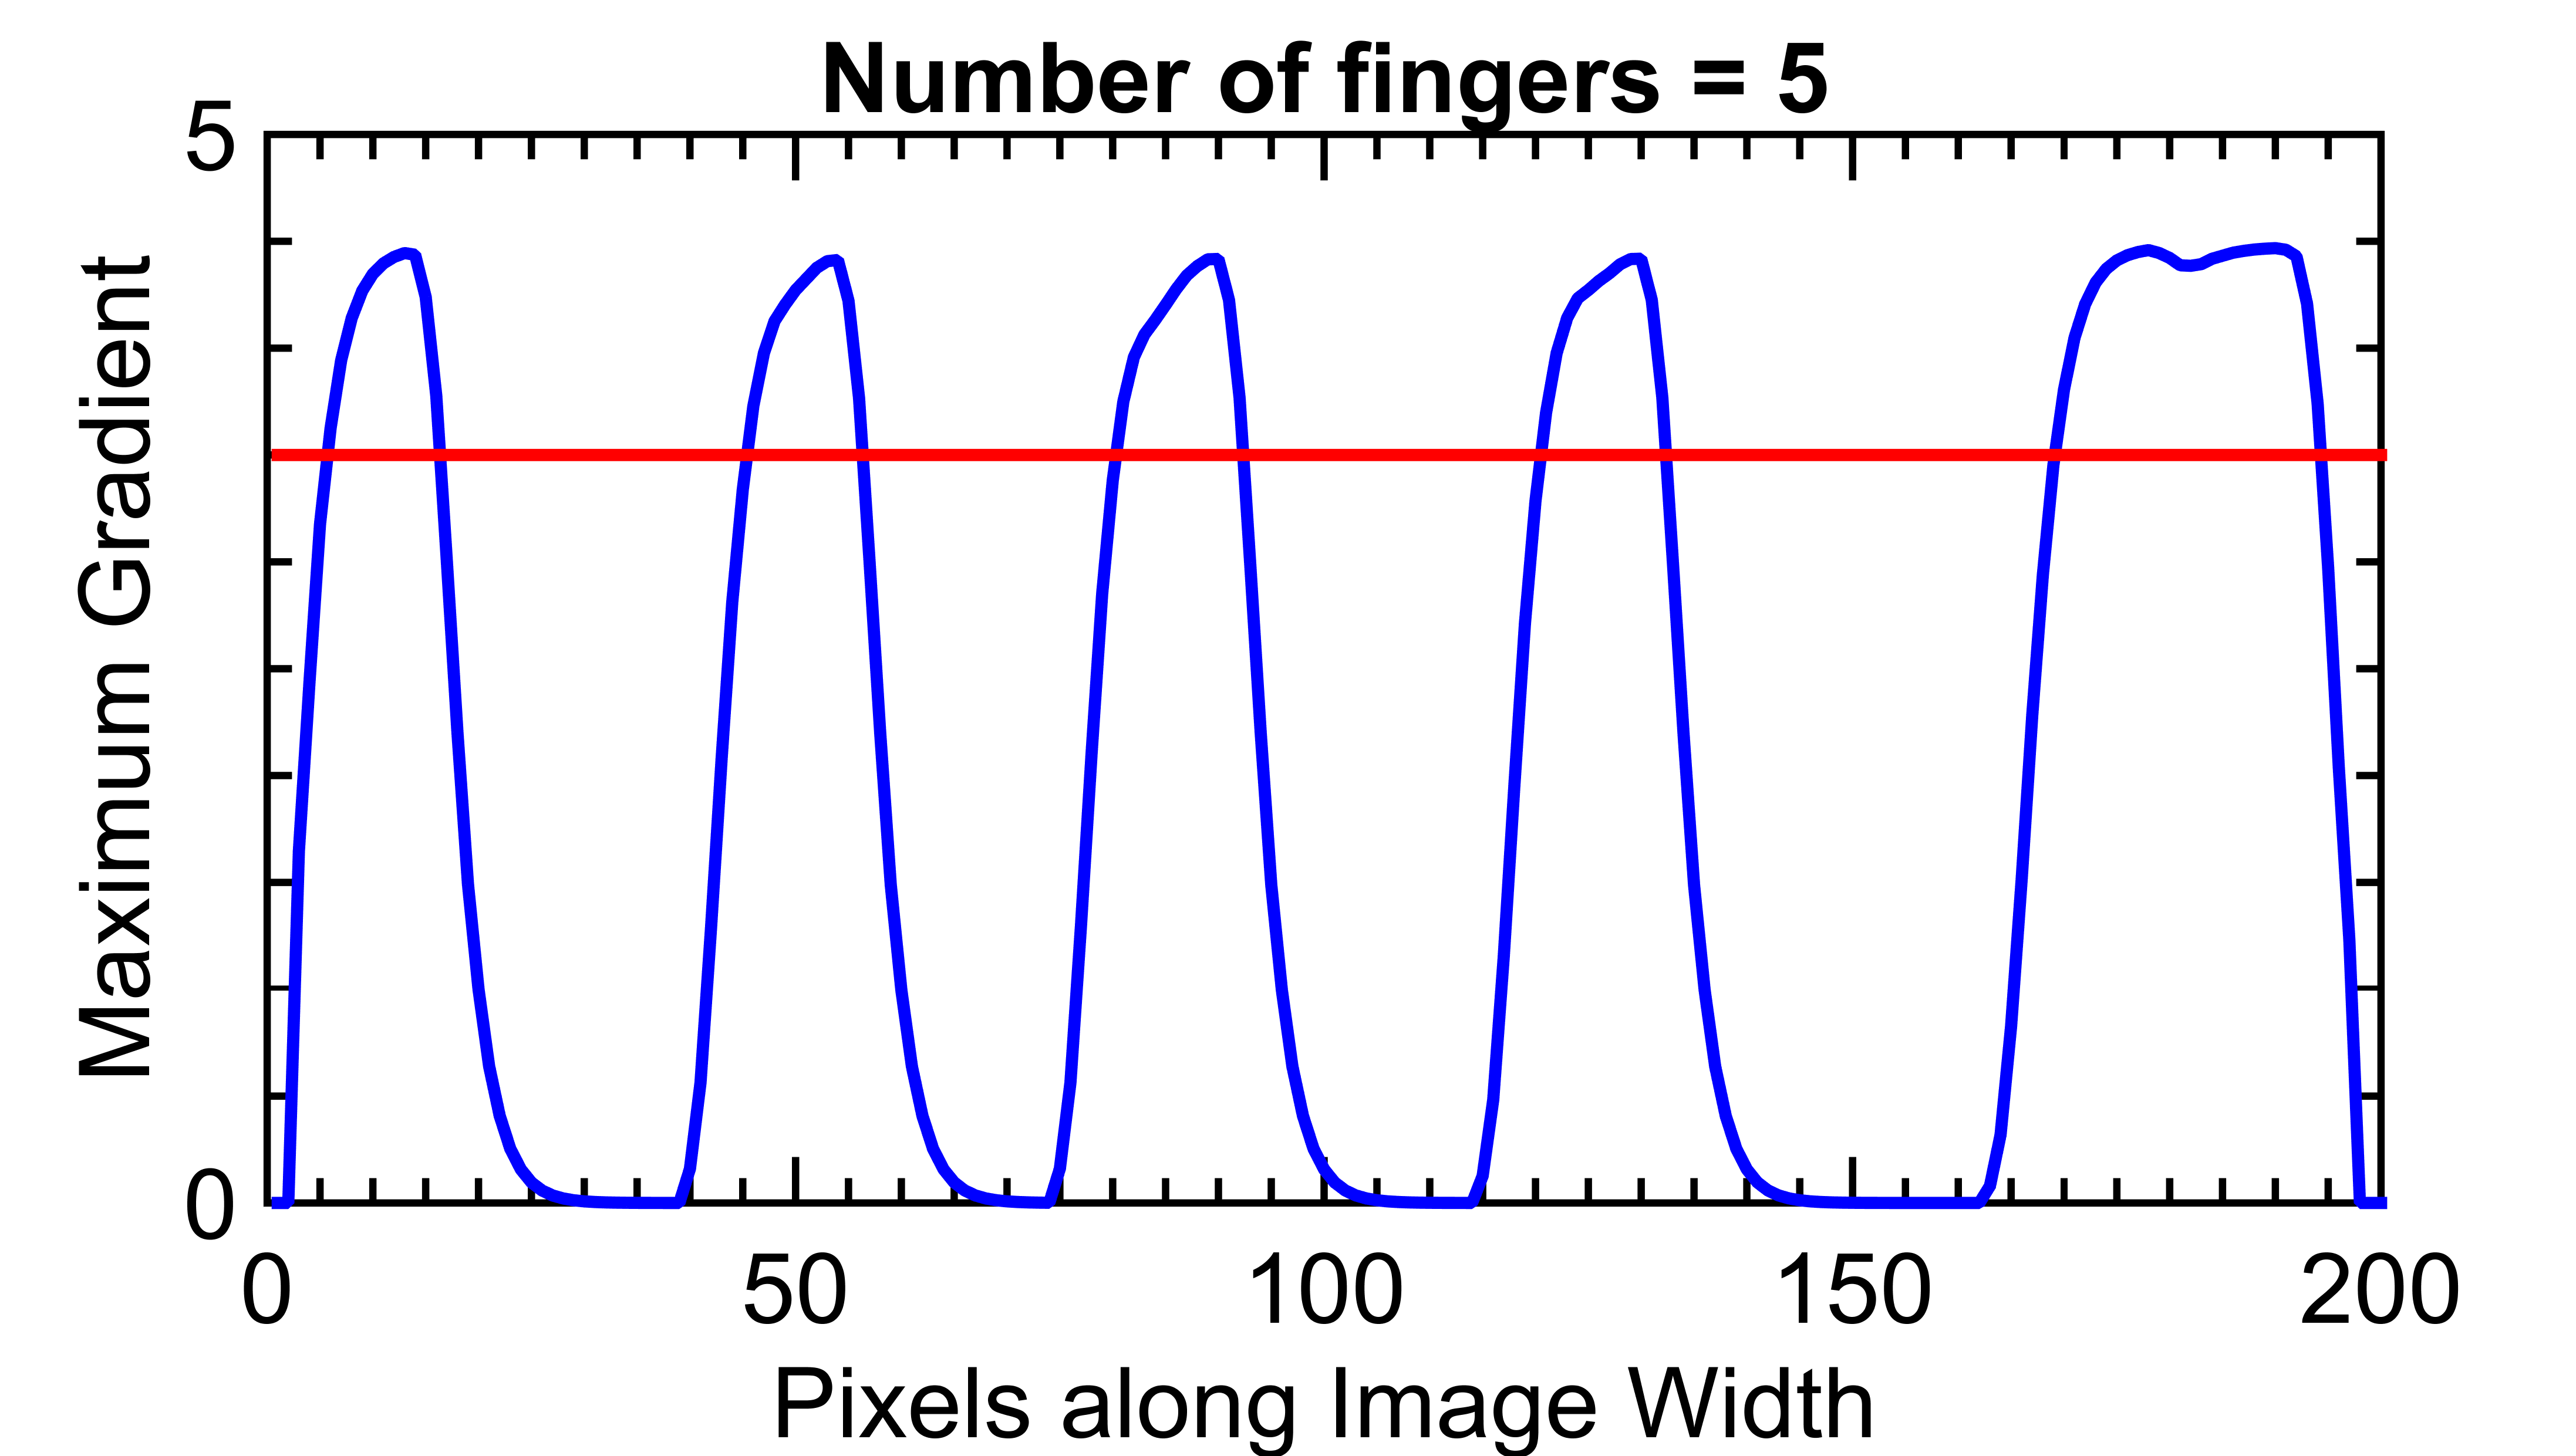 Number of fingers = 5
5
Maximum Gradient
0
0 50 100 150 200
Pixels along Image Width